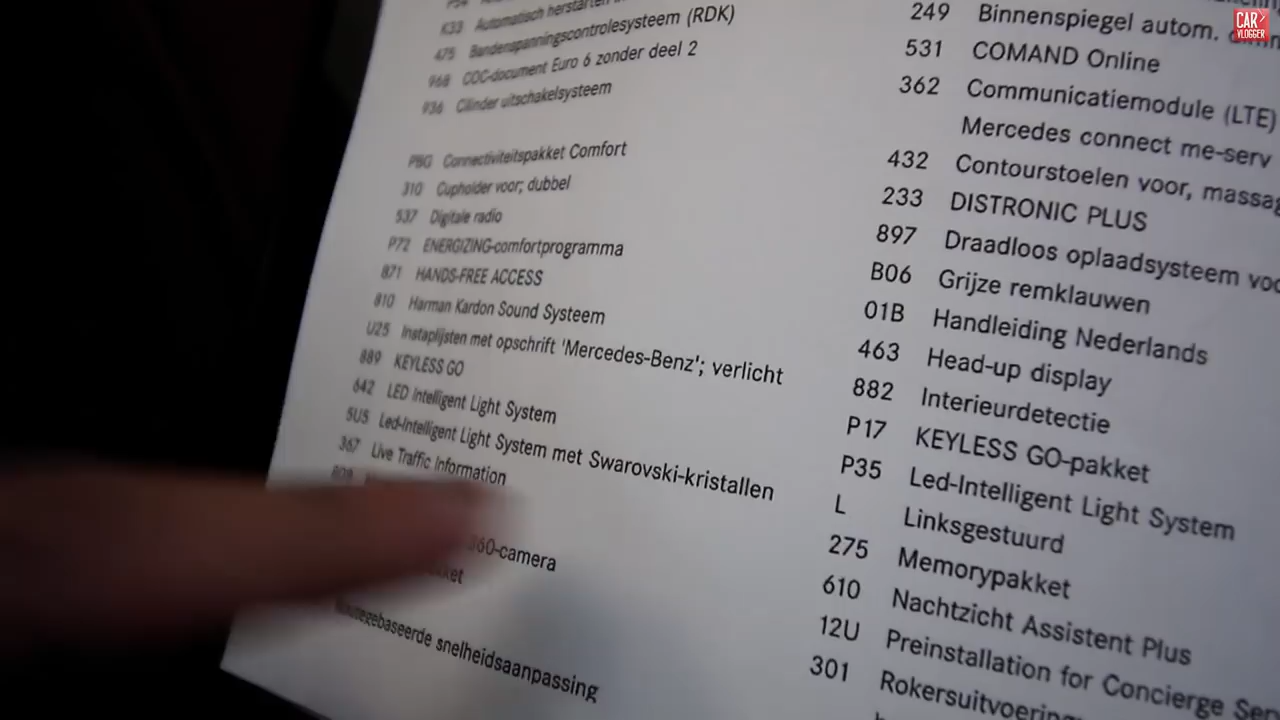 K33 Automatisch herstarten
475 Bandenspanningscontrolesysteem (RDK)
968 COC-document Euro 6 zonder deel 2
936 Cilinder uitschakelsysteem
PBG Connectiviteitspakket Comfort
310 Cupholder voor; dubbel
537 Digitale radio
P72 ENERGIZING-comfortprogramma
871 HANDS-FREE ACCESS
810 Harman Kardon Sound Systeem
U25 Instaplijsten met opschrift 'Mercedes-Benz'; verlicht
889 KEYLESS GO
642 LED Intelligent Light System
5U5 Led-Intelligent Light System met Swarovski-kristallen
367 Live Traffic Information
360-camera
snelheidsaanpassing
249 Binnenspiegel autom.
531 COMAND Online
362 Communicatiemodule (LTE)
Mercedes connect me-serv
432 Contourstoelen voor, massag
233 DISTRONIC PLUS
897 Draadloos oplaadsysteem voo
B06 Grijze remklauwen
01B Handleiding Nederlands
463 Head-up display
882 Interieurdetectie
P17 KEYLESS GO-pakket
P35 Led-Intelligent Light System
L Linksgestuurd
275 Memorypakket
610 Nachtzicht Assistent Plus
12U Preinstallation for Concierge Ser
301 Rokersuitvoering
CAR VLOGGER